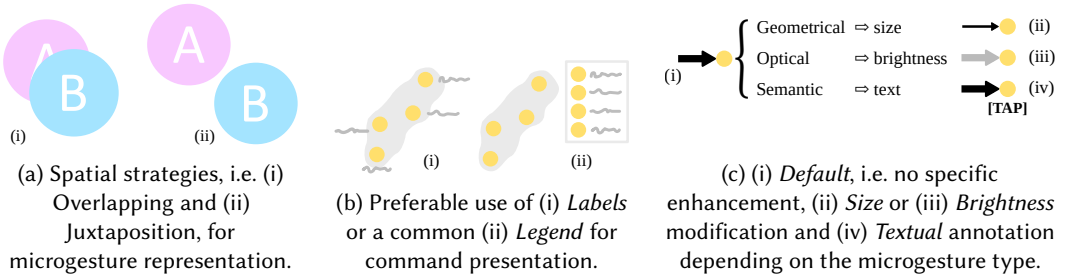 A
B
(i)
A
B
(ii)
(a) Spatial strategies, i.e. (i)
Overlapping and (ii)
Juxtaposition, for
microgesture representation.
(i)
(ii)
(b) Preferable use of (i) Labels
or a common (ii) Legend for
command presentation.
(i)
Geometrical ⇨ size (ii)
Optical ⇨ brightness (iii)
Semantic ⇨ text (iv)
[TAP]
(c) (i) Default, i.e. no specific
enhancement, (ii) Size or (iii) Brightness
modification and (iv) Textual annotation
depending on the microgesture type.